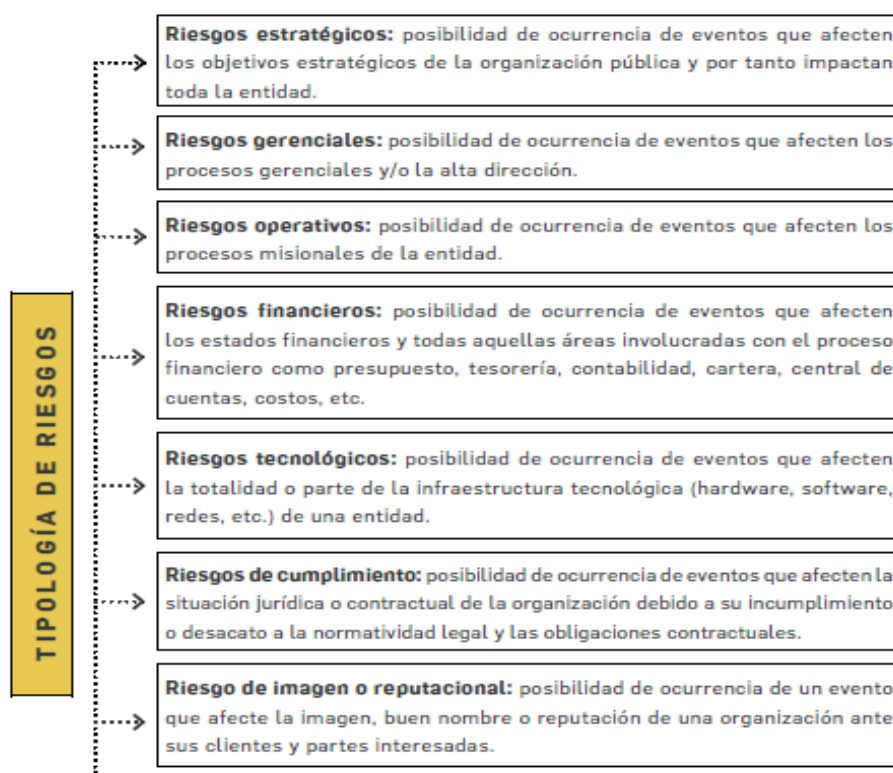 TIPOLOGÍA DE RIESGOS
Riesgos estratégicos: posibilidad de ocurrencia de eventos que afecten
los objetivos estratégicos de la organización pública y por tanto impactan
toda la entidad.
Riesgos gerenciales: posibilidad de ocurrencia de eventos que afecten los
procesos gerenciales y/o la alta dirección.
Riesgos operativos: posibilidad de ocurrencia de eventos que afecten los
procesos misionales de la entidad.
Riesgos financieros: posibilidad de ocurrencia de eventos que afecten
los estados financieros y todas aquellas áreas involucradas con el proceso
financiero como presupuesto, tesorería, contabilidad, cartera, central de
cuentas, costos, etc.
Riesgos tecnológicos: posibilidad de ocurrencia de eventos que afecten
la totalidad o parte de la infraestructura tecnológica (hardware, software,
redes, etc.) de una entidad.
Riesgos de cumplimiento: posibilidad de ocurrencia de eventos que afecten la
situación jurídica o contractual de la organización debido a su incumplimiento
o desacato a la normatividad legal y las obligaciones contractuales.
Riesgo de imagen o reputacional: posibilidad de ocurrencia de un evento
que afecte la imagen, buen nombre o reputación de una organización ante
sus clientes y partes interesadas.